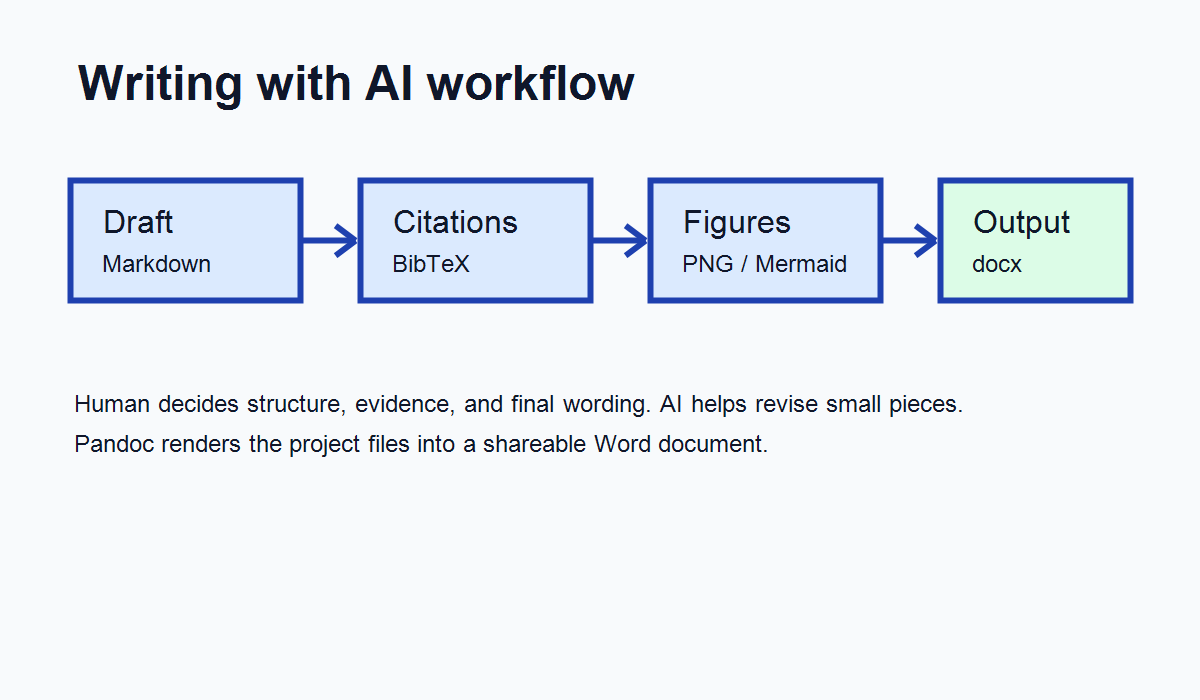 Writing with AI workflow
Draft
Markdown
Citations
BibTeX
Figures
PNG / Mermaid
Output
docx
Human decides structure, evidence, and final wording. AI helps revise small pieces.
Pandoc renders the project files into a shareable Word document.